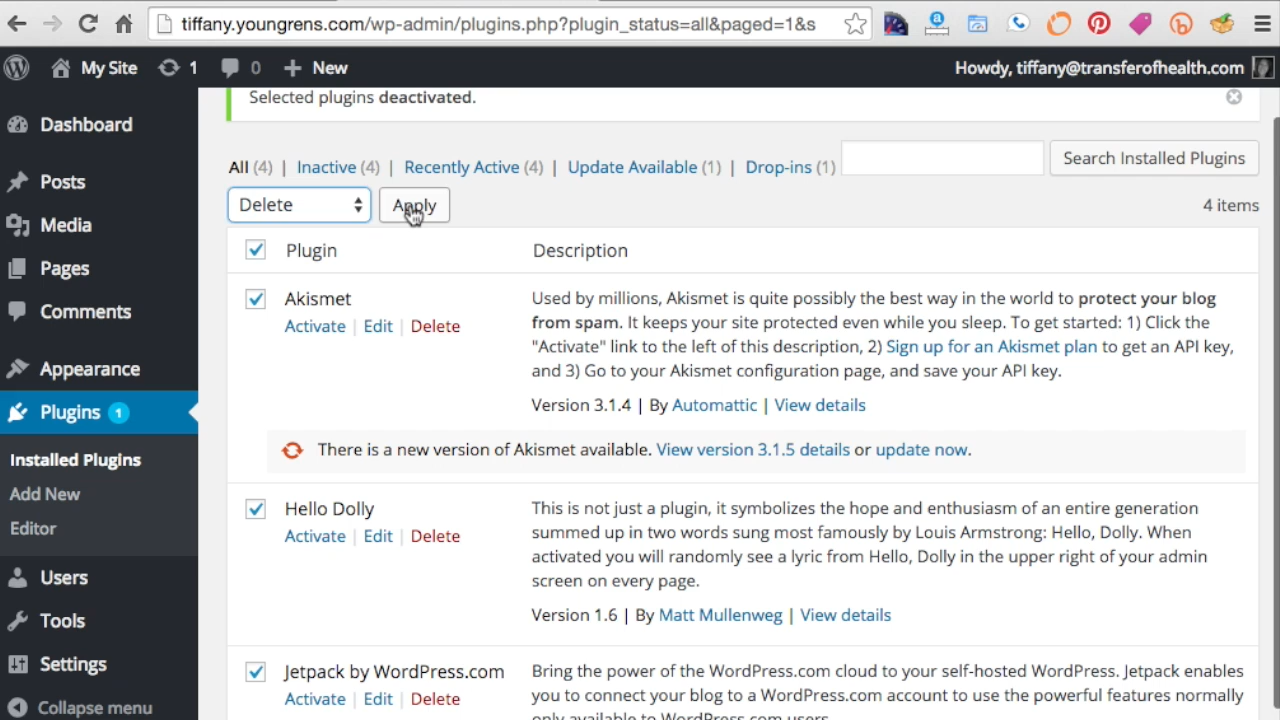 tiffany.youngrens.com/wp-admin/plugins.php?plugin_status=all&paged=1&s
My Site 1 0 New Howdy, tiffany@transferofhealth.com
Selected plugins deactivated.
Dashboard
Posts
Media
Pages
Comments
Appearance
Plugins 1
Installed Plugins
Add New
Editor
Users
Tools
Settings
Collapse menu
All (4) | Inactive (4) | Recently Active (4) | Update Available (1) | Drop-ins (1) Search Installed Plugins
Delete Apply 4 items
Plugin Description
Akismet
Activate | Edit | Delete
Used by millions, Akismet is quite possibly the best way in the world to protect your blog
from spam. It keeps your site protected even while you sleep. To get started: 1) Click the
"Activate" link to the left of this description, 2) Sign up for an Akismet plan to get an API key,
and 3) Go to your Akismet configuration page, and save your API key.
Version 3.1.4 | By Automattic | View details
There is a new version of Akismet available. View version 3.1.5 details or update now.
Hello Dolly
Activate | Edit | Delete
This is not just a plugin, it symbolizes the hope and enthusiasm of an entire generation
summed up in two words sung most famously by Louis Armstrong: Hello, Dolly. When
activated you will randomly see a lyric from Hello, Dolly in the upper right of your admin
screen on every page.
Version 1.6 | By Matt Mullenweg | View details
Jetpack by WordPress.com
Activate | Edit | Delete
Bring the power of the WordPress.com cloud to your self-hosted WordPress. Jetpack enables
you to connect your blog to a WordPress.com account to use the powerful features normally
only available to WordPress.com users.